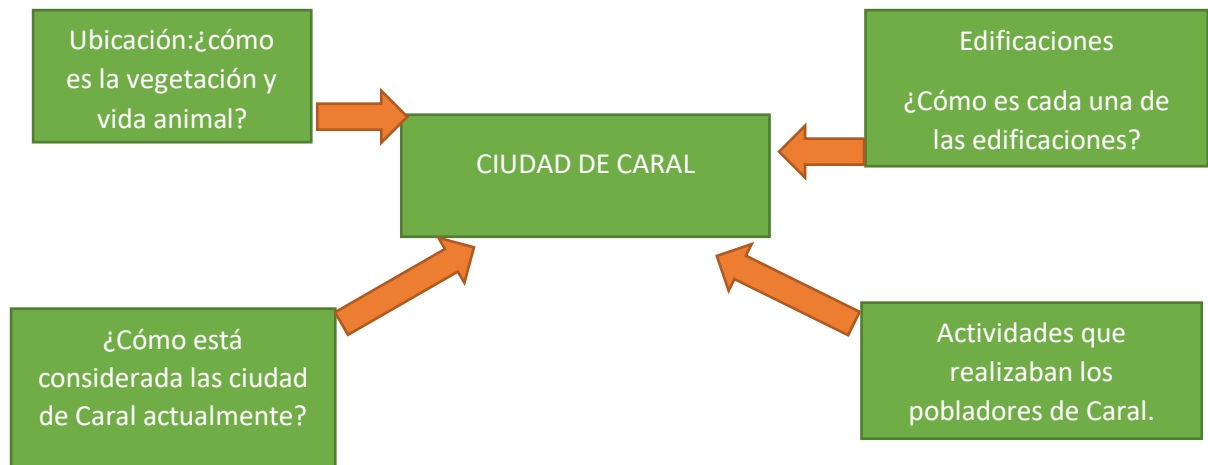 Ubicación:¿cómo
es la vegetación y
vida animal?
Edificaciones
¿Cómo es cada una de
las edificaciones?
CIUDAD DE CARAL
¿Cómo está
considerada las ciudad
de Caral actualmente?
Actividades que
realizaban los
pobladores de Caral.